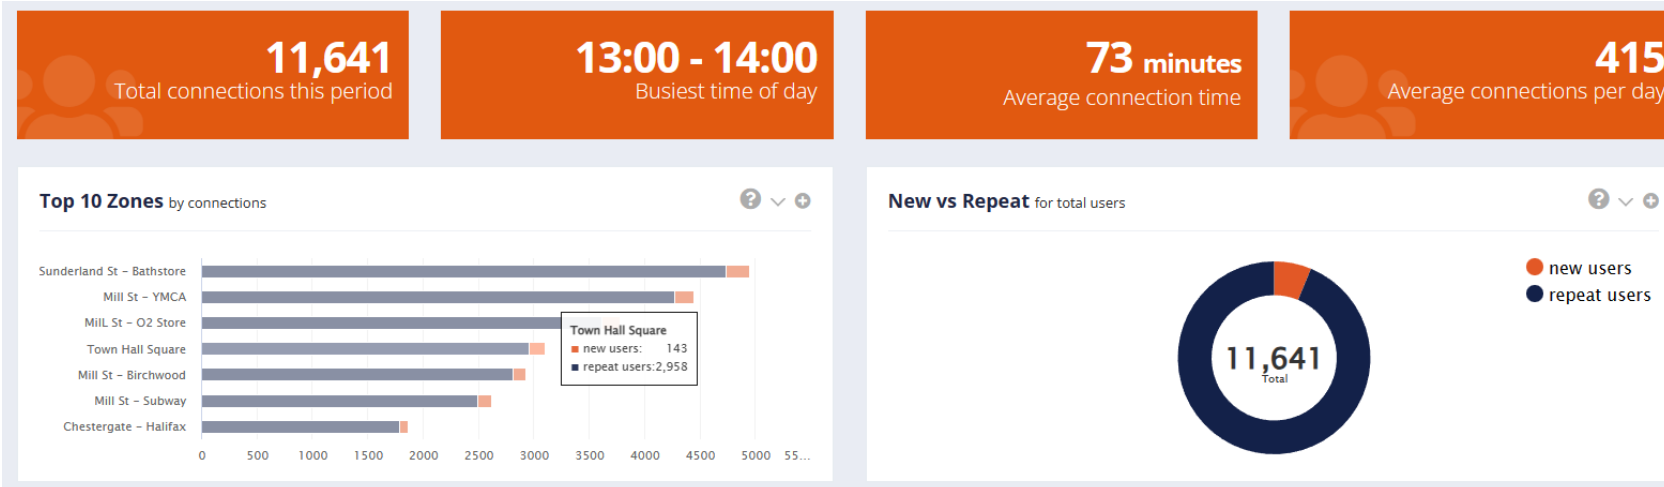 11,641
Total connections this period
13:00 - 14:00
Busiest time of day
73 minutes
Average connection time
415
Average connections per day
Top 10 Zones by connections
?
Sunderland St - Bathstore
Mill St - YMCA
MilL St - O2 Store
Town Hall Square
Mill St - Birchwood
Mill St - Subway
Chestergate - Halifax
Town Hall Square
new users: 143
repeat users:2,958
0 500 1000 1500 2000 2500 3000 3500 4000 4500 5000 55...
New vs Repeat for total users
?
new users
repeat users
11,641
Total